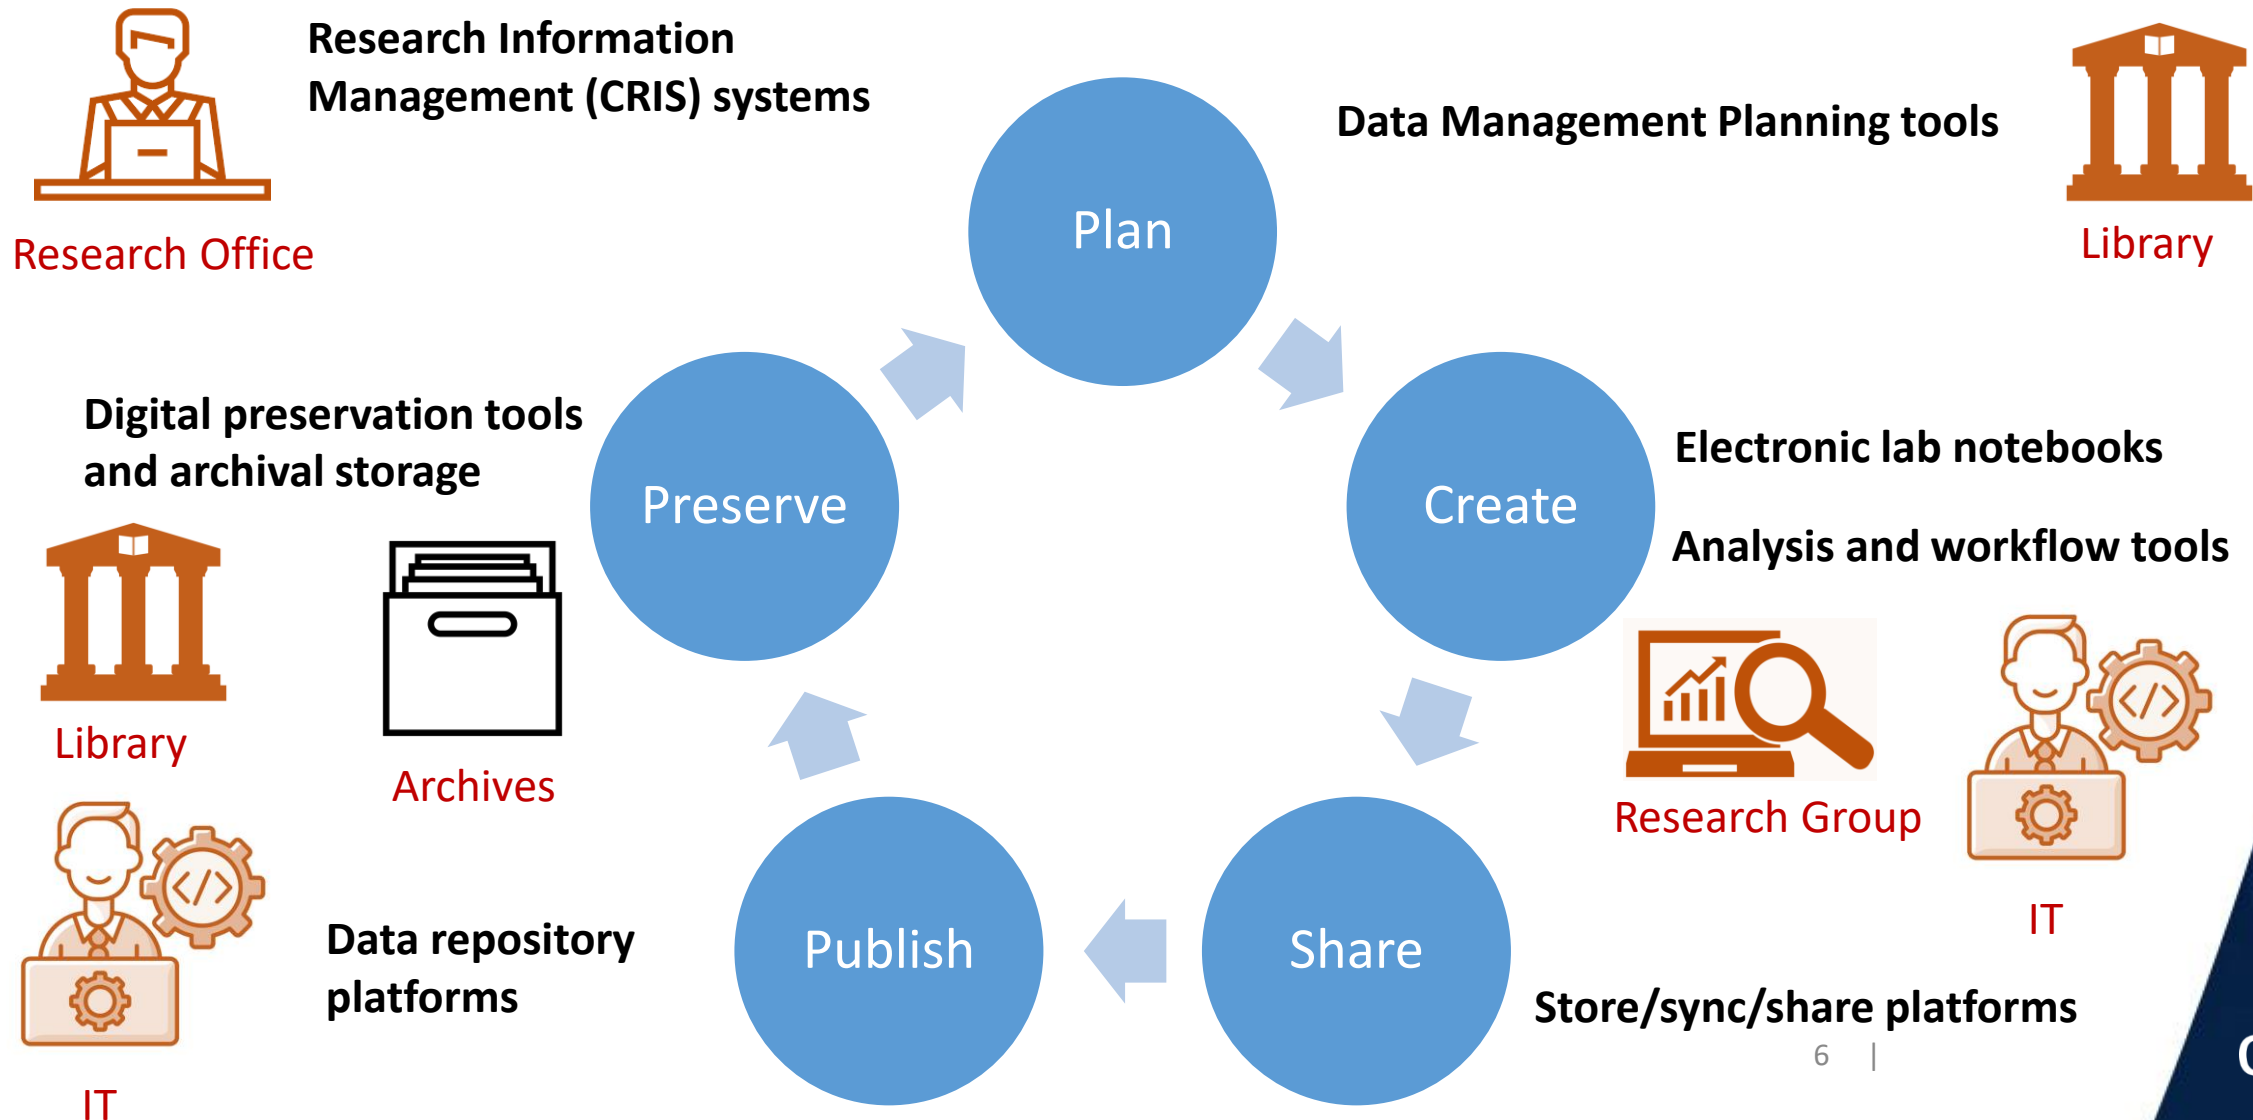 Research Information
Management (CRIS) systems
Research Office
Plan
Data Management Planning tools
Library
Digital preservation tools
and archival storage
Preserve
Library
Archives
Create
Electronic lab notebooks
Analysis and workflow tools
Research Group
</>
IT
</>
IT
Data repository
platforms
Publish
Share
Store/sync/share platforms
6 |